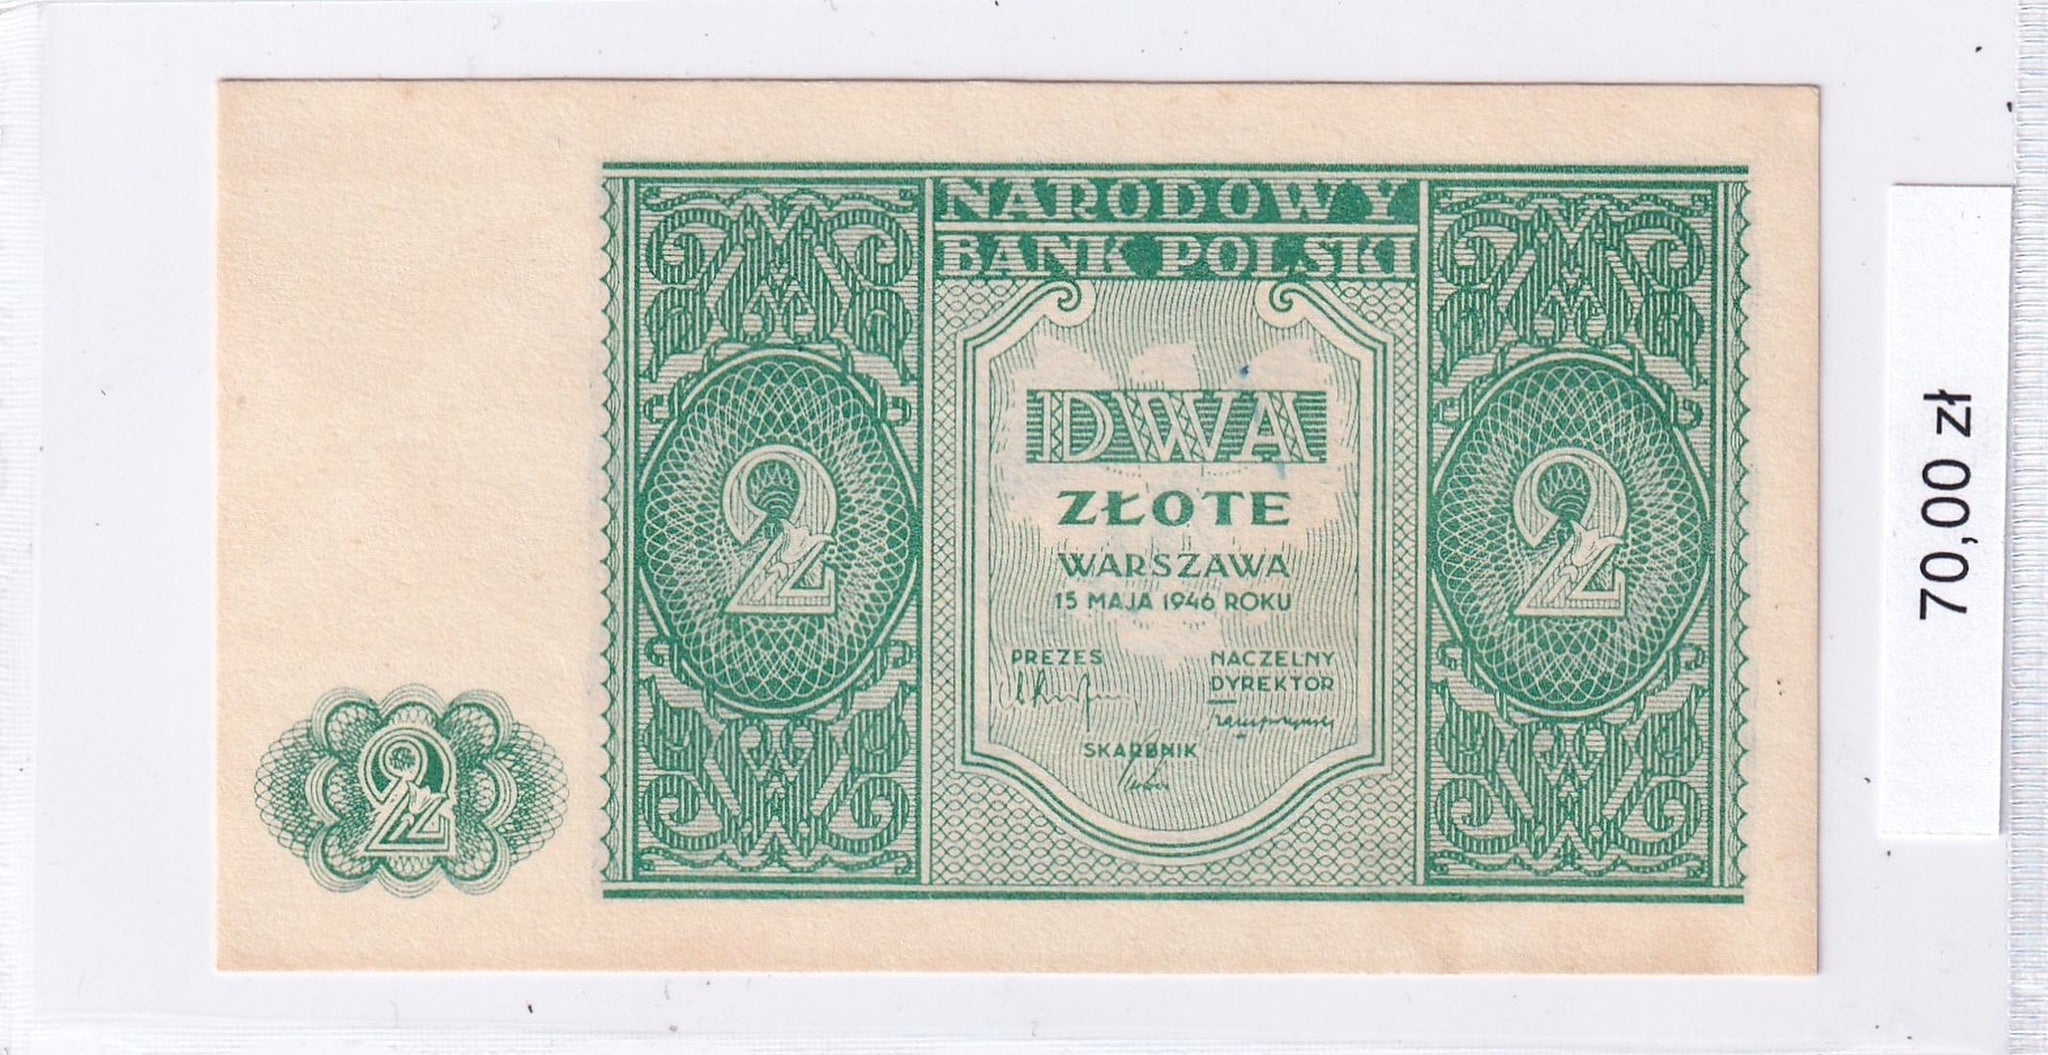 NARODOWY
BANK POLSKI
DWA
ZŁOTE
WARSZAWA
15 MAJA 1946 ROKU
PREZES
NACZELNY
DYREKTOR
SKARBNIK
2
2
2
70,00 zł